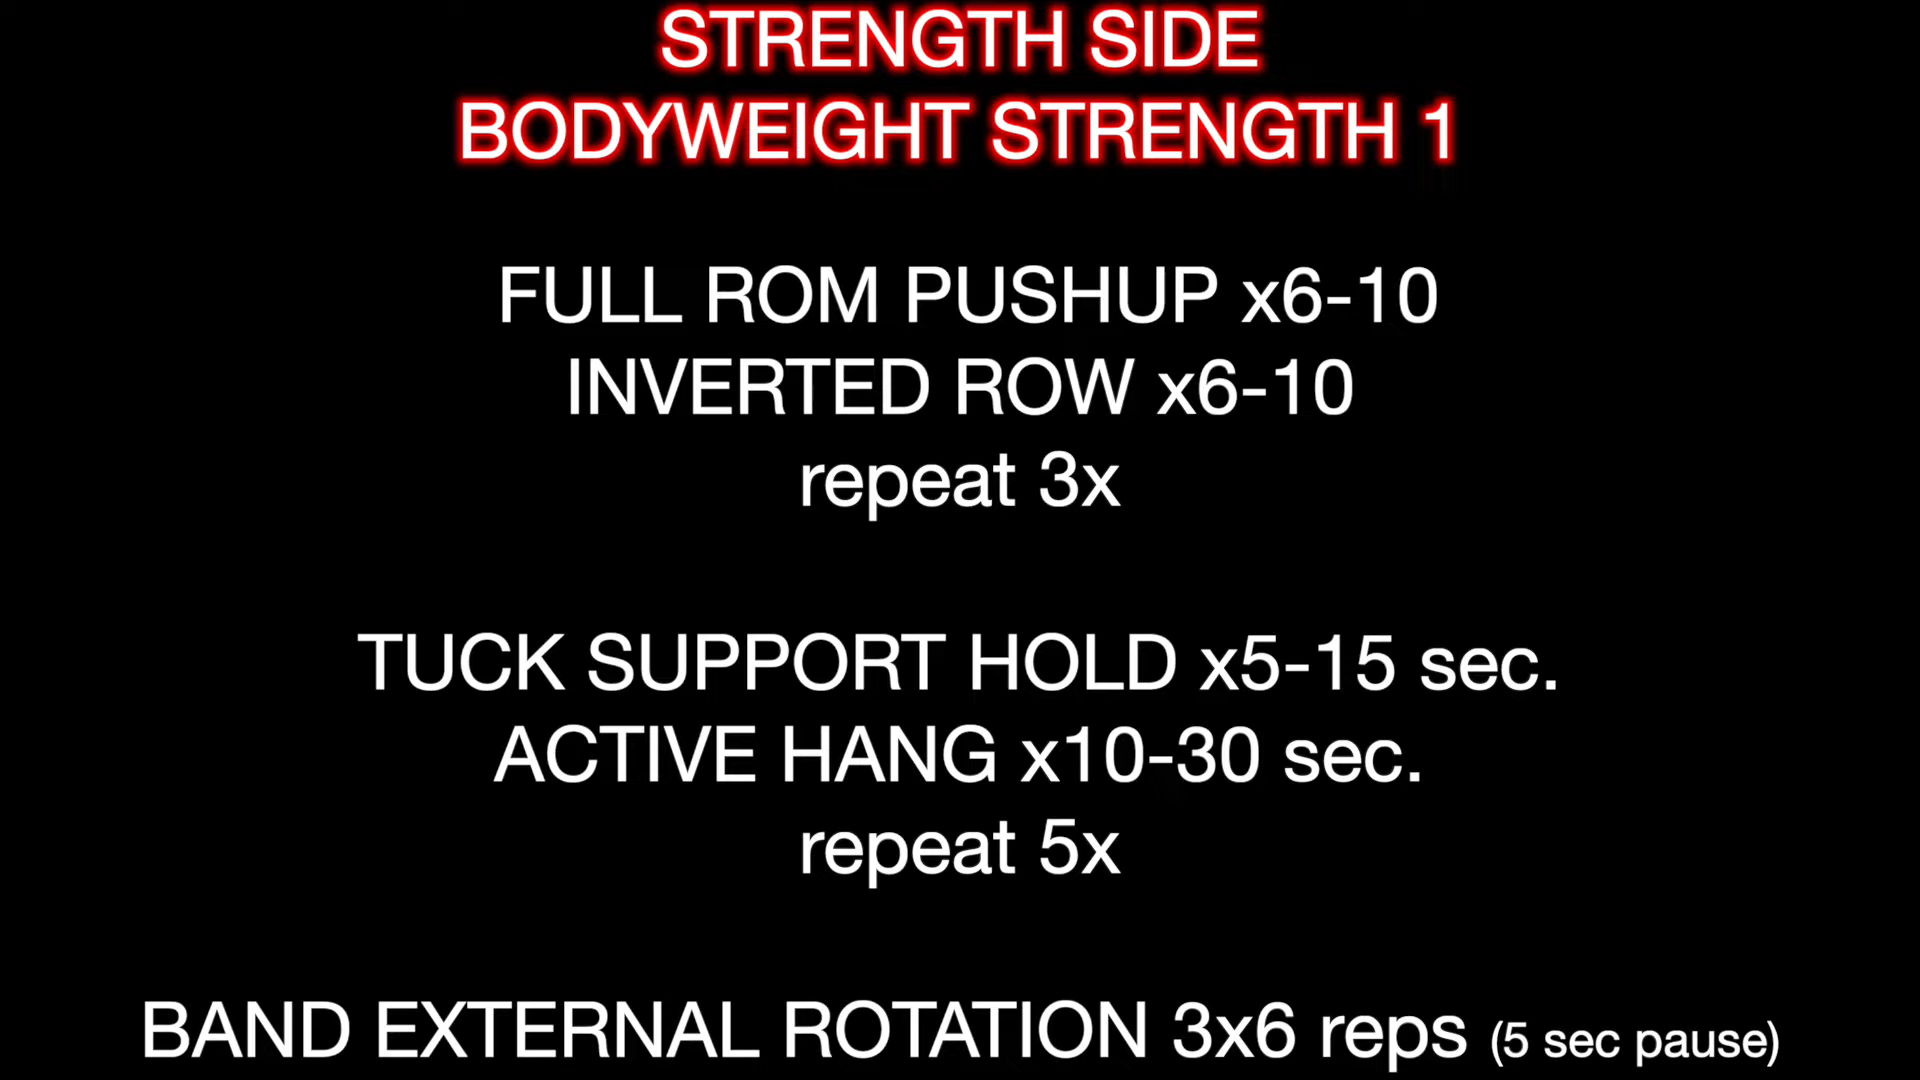 STRENGTH SIDE
BODYWEIGHT STRENGTH 1
FULL ROM PUSHUP x6-10
INVERTED ROW x6-10
repeat 3x
TUCK SUPPORT HOLD x5-15 sec.
ACTIVE HANG x10-30 sec.
repeat 5x
BAND EXTERNAL ROTATION 3x6 reps (5 sec pause)